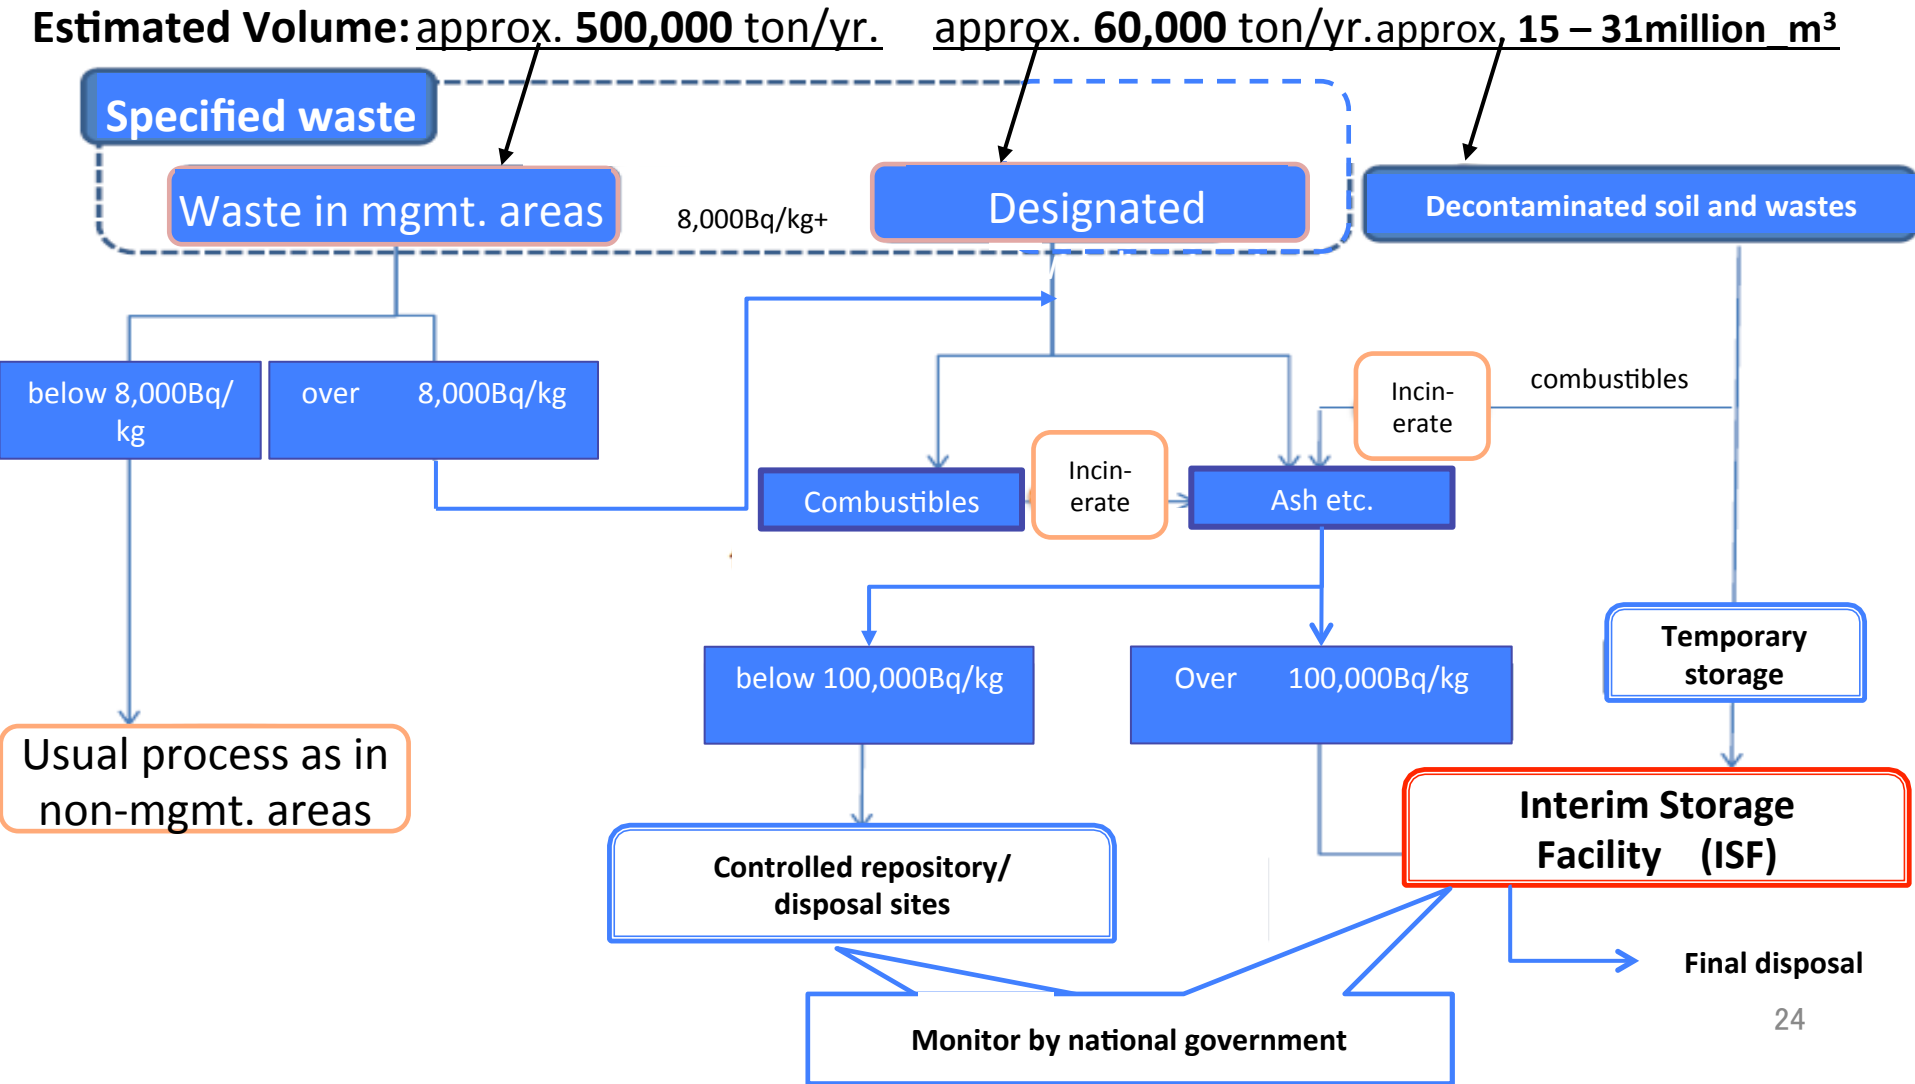 Estimated Volume: approx. 500,000 ton/yr. approx. 60,000 ton/yr. approx. 15 – 31million_m³
Specified waste
Waste in mgmt. areas
8,000Bq/kg+
Designated
Decontaminated soil and wastes
below 8,000Bq/
kg
over 8,000Bq/kg
Incin-
erate
combustibles
Combustibles
Incin-
erate
Ash etc.
below 100,000Bq/kg
Over 100,000Bq/kg
Temporary
storage
Usual process as in
non-mgmt. areas
Controlled repository/
disposal sites
Interim Storage
Facility (ISF)
Final disposal
Monitor by national government
24